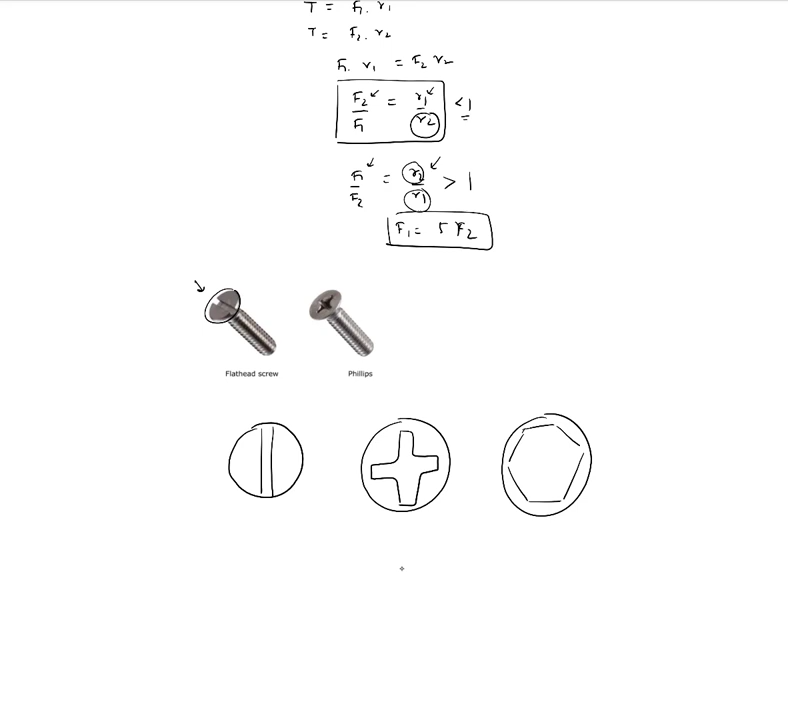 T = F1. r1
T = F2. r2
F1. r1 = F2 r2
F2/F1 = r1/r2 <1
F1/F2 = r2/r1 > 1
F1 = 5 F2
Flathead screw Phillips